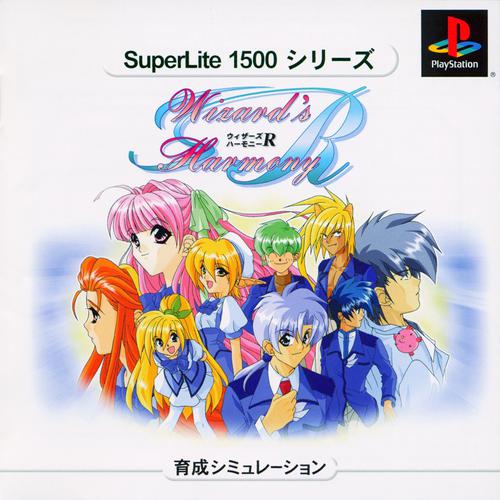 PlayStation
®
SuperLite 1500 シリーズ
Wizard's
ウィザーズ
ハーモニー R
Harmony R
育成シミュレーション